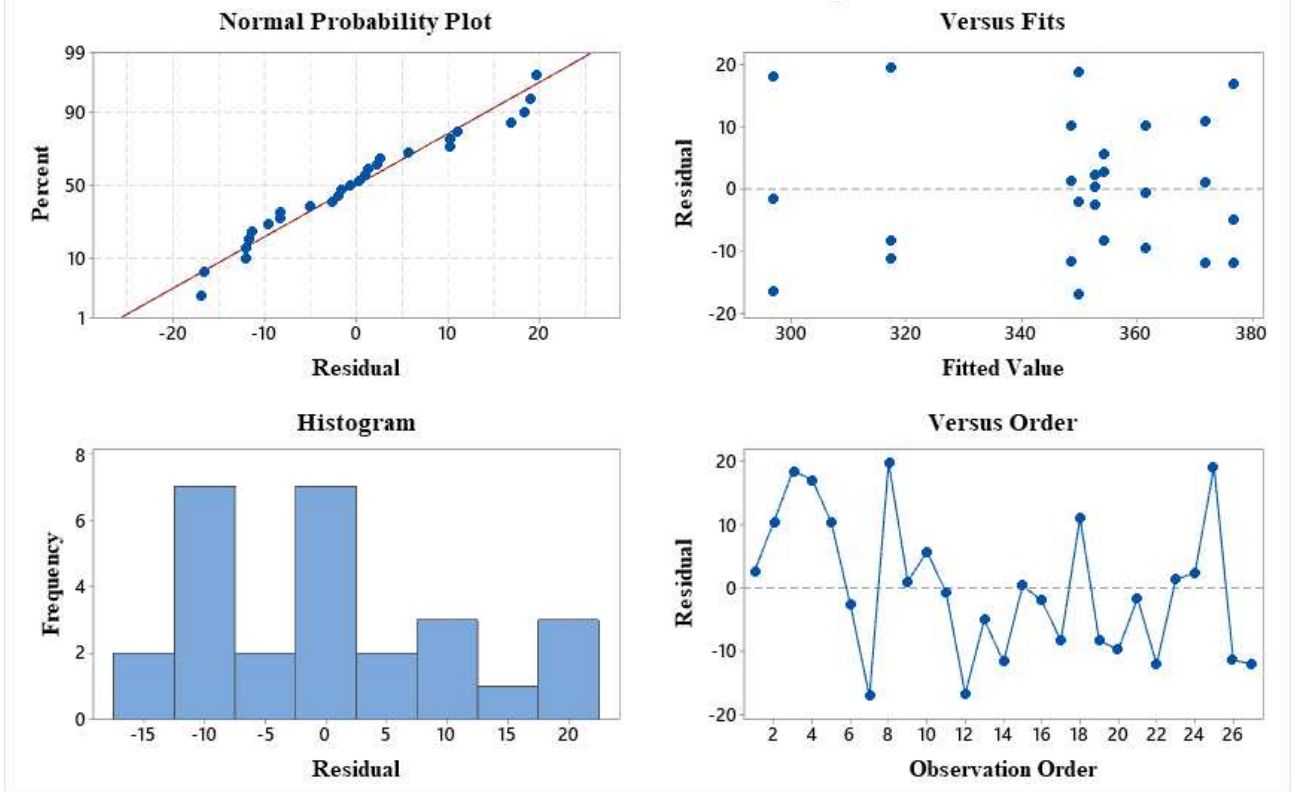 Normal Probability Plot
99
90
50
10
1
Percent
-20 -10 0 10 20
Residual
Versus Fits
20
10
0
-10
-20
Residual
300 320 340 360 380
Fitted Value
Histogram
8
6
4
2
0
Frequency
-15 -10 -5 0 5 10 15 20
Residual
Versus Order
20
10
0
-10
-20
Residual
2 4 6 8 10 12 14 16 18 20 22 24 26
Observation Order